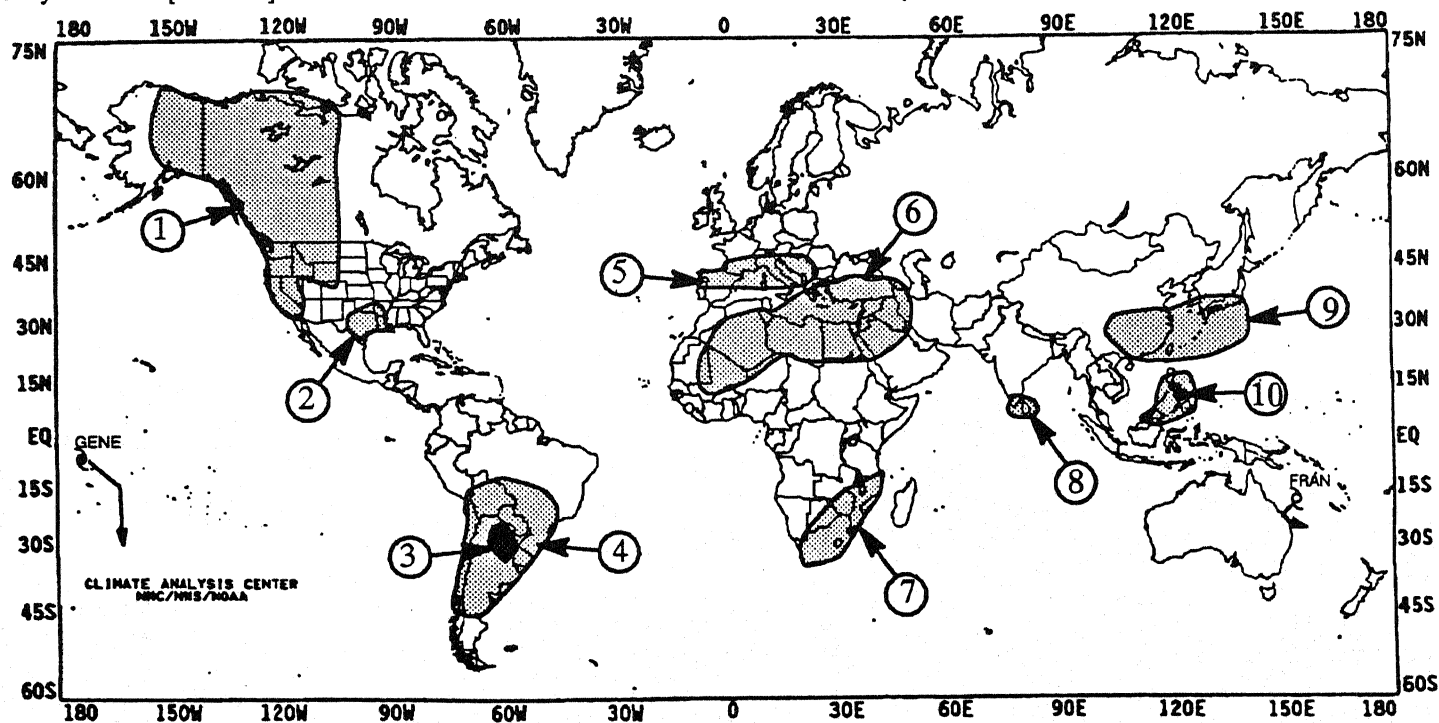 180 150W 120W 90W 60W 30W 0 30E 60E 90E 120E 150E 180
75N 75N
60N 60N
6
1
45N 45N
5
9
30N 30N
2
15N 15N
10
EQ EQ
GENE
8
15S FRAN 15S
3 4
30S 30S
7
CLIMATE ANALYSIS CENTER
NMC/NWS/NOAA
45S 45S
60S 60S
180 150W 120W 90W 60W 30W 0 30E 60E 90E 120E 150E 180